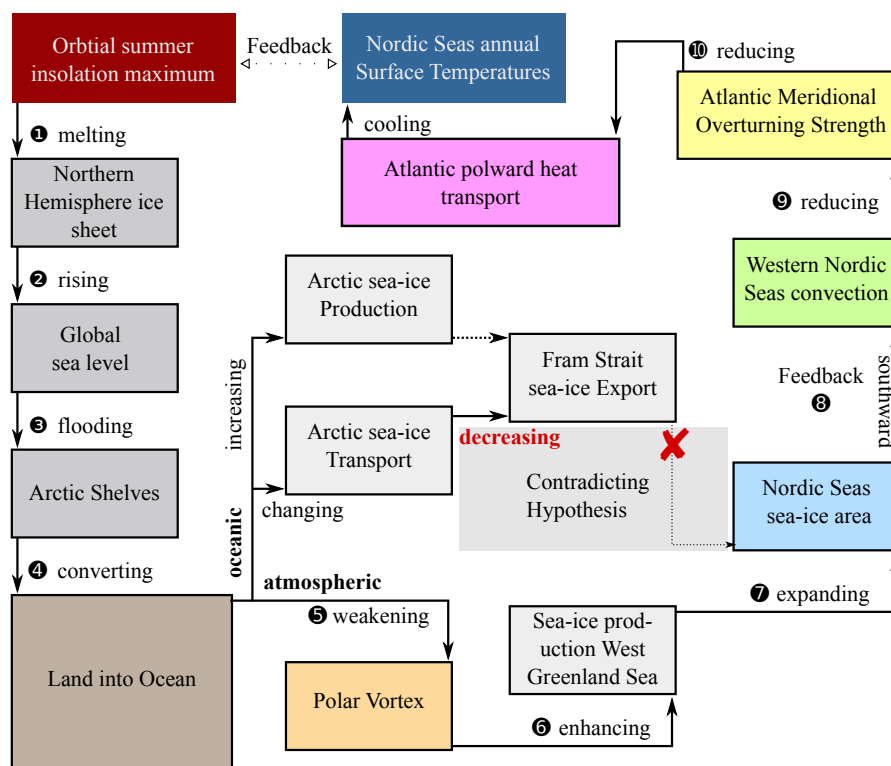 Orbtial summer
insolation maximum
Feedback
Nordic Seas annual
Surface Temperatures
❿ reducing
Atlantic Meridional
Overturning Strength
❶ melting
cooling
Northern
Hemisphere ice
sheet
Atlantic polward heat
transport
❾ reducing
❷ rising
Arctic sea-ice
Production
Western Nordic
Seas convection
Global
sea level
increasing
Fram Strait
sea-ice Export
Feedback
❽
southward
❸ flooding
Arctic sea-ice
Transport
decreasing
✘
Arctic Shelves
changing
Contradicting
Hypothesis
Nordic Seas
sea-ice area
❹ converting
oceanic
atmospheric
❺ weakening
❼ expanding
Land into Ocean
Polar Vortex
Sea-ice prod-
uction West
Greenland Sea
❻ enhancing